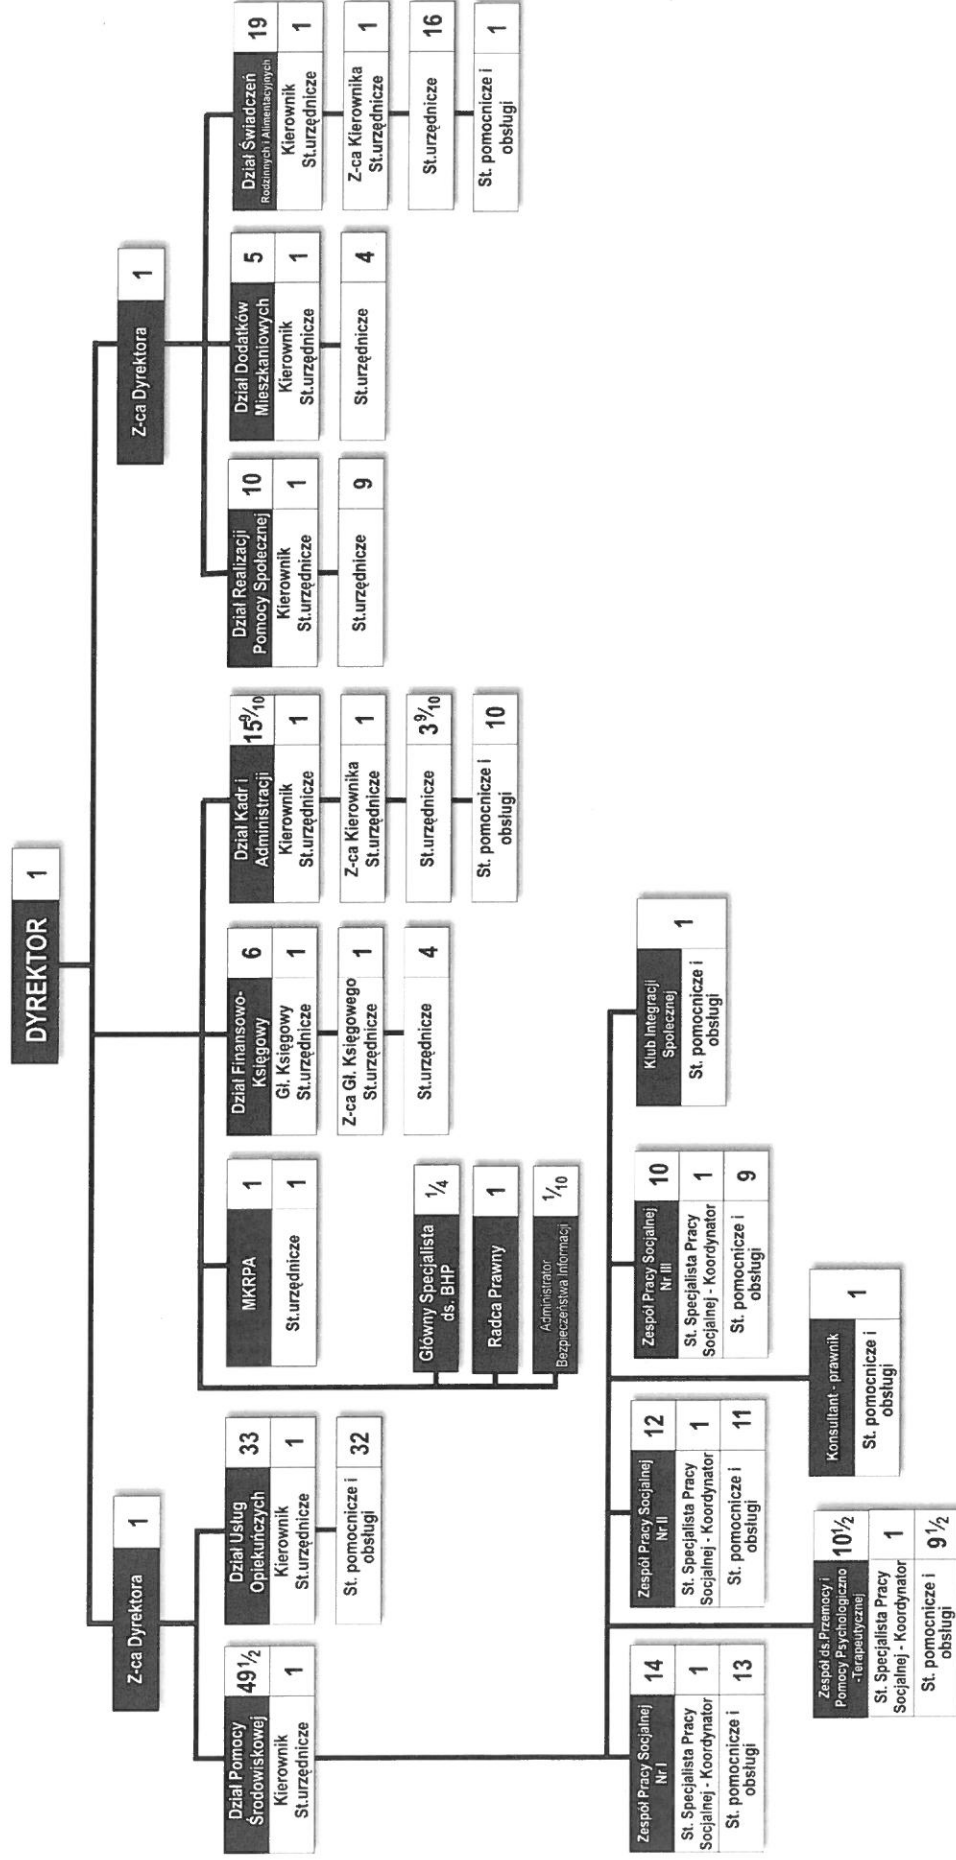 DYREKTOR
1
Z-ca Dyrektora
1
Dział Pomocy
Środowiskowej
49½
Kierownik
St.urzędnicze
1
Dział Usług
Opiekuńczych
33
Kierownik
St.urzędnicze
1
St. pomocnicze i
obsługi
32
Zespół Pracy Socjalnej
Nr I
14
St. Specjalista Pracy
Socjalnej - Koordynator
1
St. pomocnicze i
obsługi
13
Zespół ds.Przemocy i
Pomocy Psychologiczno
-Terapeutycznej
10½
St. Specjalista Pracy
Socjalnej - Koordynator
1
St. pomocnicze i
obsługi
9½
Zespół Pracy Socjalnej
Nr II
12
St. Specjalista Pracy
Socjalnej - Koordynator
1
St. pomocnicze i
obsługi
11
Konsultant - prawnik
1
St. pomocnicze i
obsługi
Zespół Pracy Socjalnej
Nr III
10
St. Specjalista Pracy
Socjalnej - Koordynator
1
St. pomocnicze i
obsługi
9
Klub Integracji
Społecznej
1
St. pomocnicze i
obsługi
MKRPA
1
St.urzędnicze
1
Główny Specjalista
ds. BHP
1/4
Radca Prawny
1
Administrator
Bezpieczeństwa Informacji
1/10
Dział Finansowo-
Księgowy
6
Gł. Księgowy
St.urzędnicze
1
Z-ca Gł. Księgowego
St.urzędnicze
1
St.urzędnicze
4
Dział Kadr i
Administracji
15 9/10
Kierownik
St.urzędnicze
1
Z-ca Kierownika
St.urzędnicze
1
St.urzędnicze
3 9/10
St. pomocnicze i
obsługi
10
Z-ca Dyrektora
1
Dział Realizacji
Pomocy Społecznej
10
Kierownik
St.urzędnicze
1
St.urzędnicze
9
Dział Dodatków
Mieszkaniowych
5
Kierownik
St.urzędnicze
1
St.urzędnicze
4
Dział Świadczeń
Rodzinnych i Alimentacyjnych
19
Kierownik
St.urzędnicze
1
Z-ca Kierownika
St.urzędnicze
1
St.urzędnicze
16
St. pomocnicze i
obsługi
1